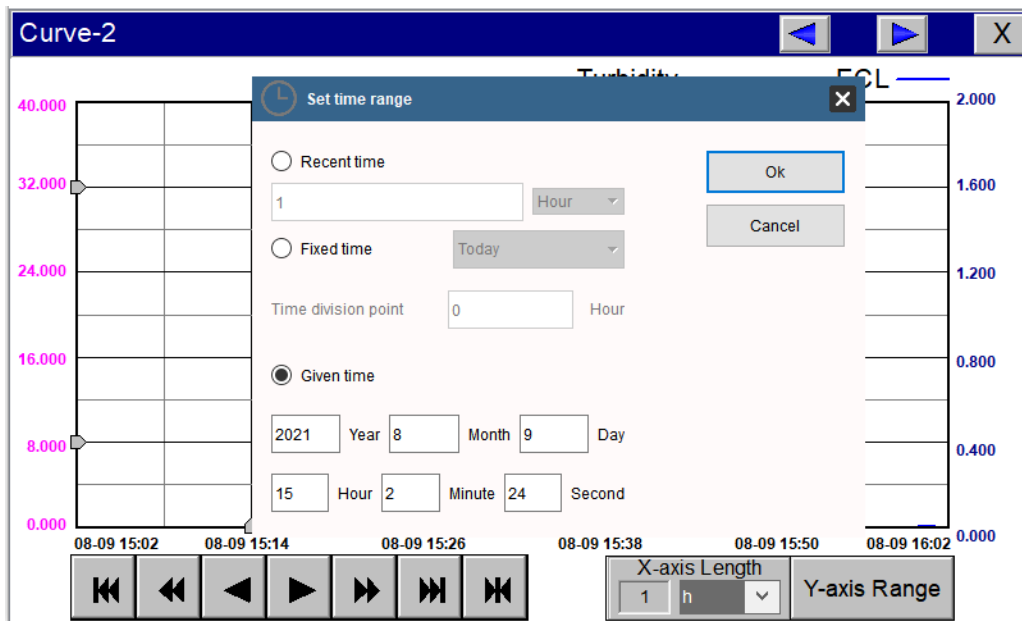 Curve-2
X
Turbidity
FCL
Set time range
40.000
2.000
Recent time
Ok
32.000
1.600
1
Hour
Cancel
Fixed time
Today
24.000
1.200
Time division point
0
Hour
16.000
0.800
Given time
2021 Year 8 Month 9 Day
8.000
0.400
15 Hour 2 Minute 24 Second
0.000
0.000
08-09 15:02 08-09 15:14 08-09 15:26 08-09 15:38 08-09 15:50 08-09 16:02
X-axis Length
1 h
Y-axis Range